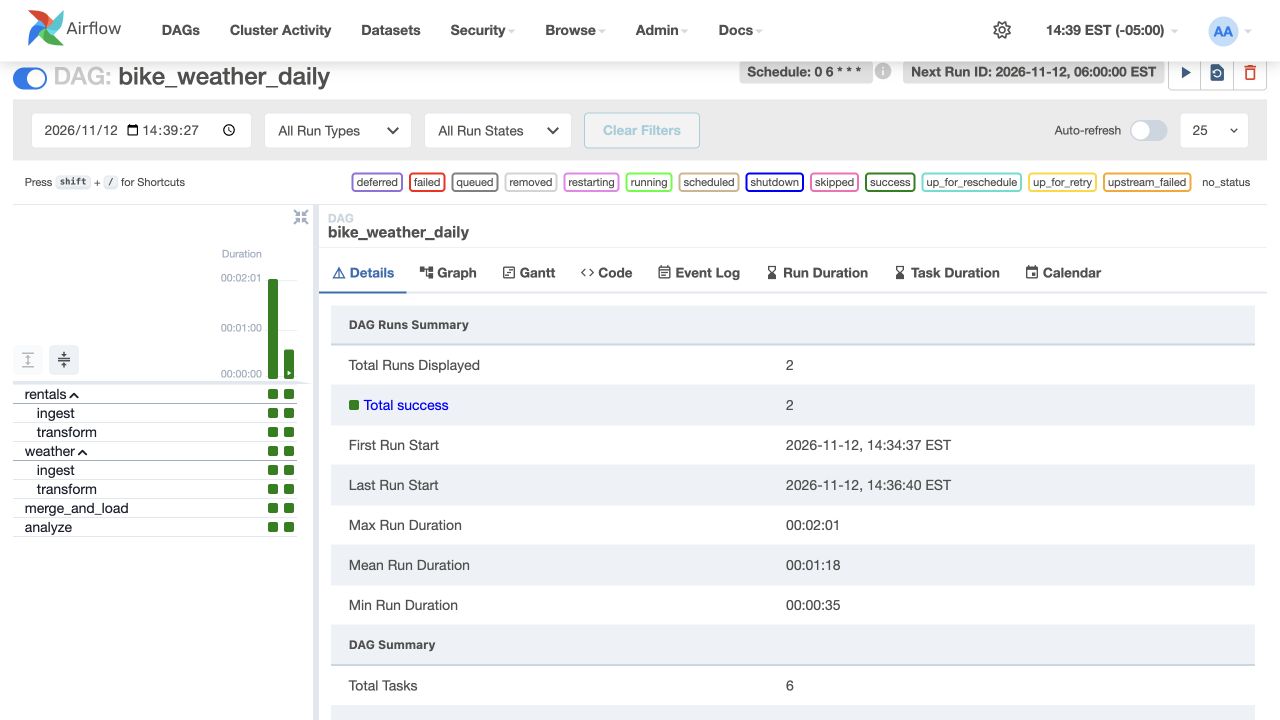 Airflow DAGs Cluster Activity Datasets Security Browse Admin Docs 14:39 EST (-05:00) AA
DAG: bike_weather_daily Schedule: 0 6 * * * Next Run ID: 2026-11-12, 06:00:00 EST
2026/11/12 14:39:27 All Run Types All Run States Clear Filters Auto-refresh 25
Press shift + / for Shortcuts deferred failed queued removed restarting running scheduled shutdown skipped success up_for_reschedule up_for_retry upstream_failed no_status
Duration
00:02:01
00:01:00
00:00:00
rentals
ingest
transform
weather
ingest
transform
merge_and_load
analyze
DAG
bike_weather_daily
Details Graph Gantt <> Code Event Log Run Duration Task Duration Calendar
DAG Runs Summary
Total Runs Displayed 2
Total success 2
First Run Start 2026-11-12, 14:34:37 EST
Last Run Start 2026-11-12, 14:36:40 EST
Max Run Duration 00:02:01
Mean Run Duration 00:01:18
Min Run Duration 00:00:35
DAG Summary
Total Tasks 6